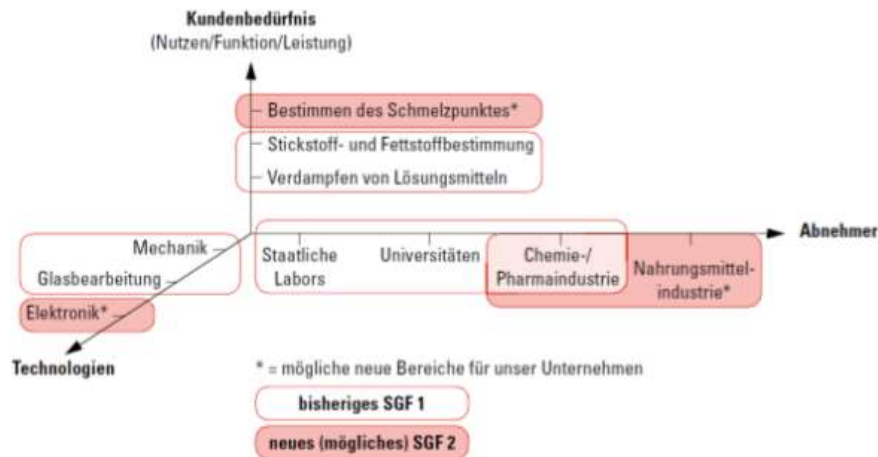 Kundenbedürfnis
(Nutzen/Funktion/Leistung)
Bestimmen des Schmelzpunktes*
Stickstoff- und Fettstoffbestimmung
Verdampfen von Lösungsmitteln
Abnehmer
Mechanik
Glasbearbeitung
Elektronik*
Staatliche
Labors
Universitäten
Chemie-/
Pharmaindustrie
Nahrungsmittel-
industrie*
Technologien
* = mögliche neue Bereiche für unser Unternehmen
bisheriges SGF 1
neues (mögliches) SGF 2